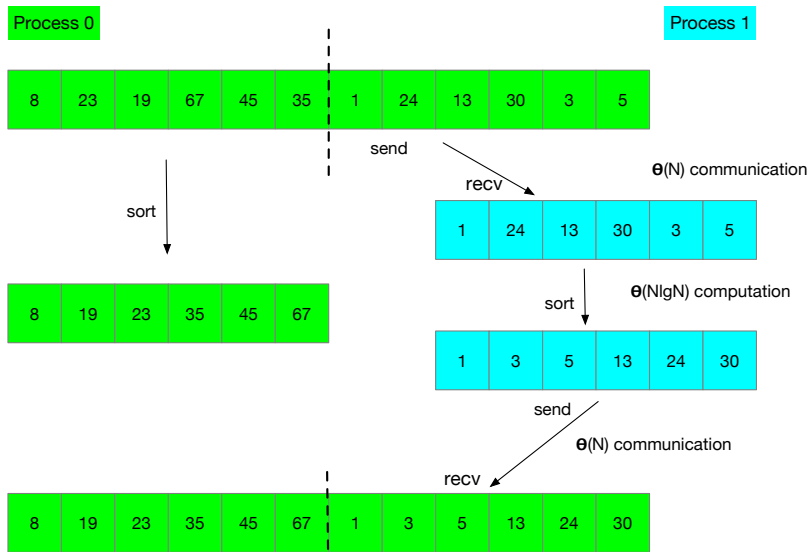 Process 0
Process 1
8 23 19 67 45 35 1 24 13 30 3 5
send
recv
𝝝(N) communication
sort
1 24 13 30 3 5
8 19 23 35 45 67
sort
𝝝(NlgN) computation
1 3 5 13 24 30
send
𝝝(N) communication
recv
8 19 23 35 45 67 1 3 5 13 24 30